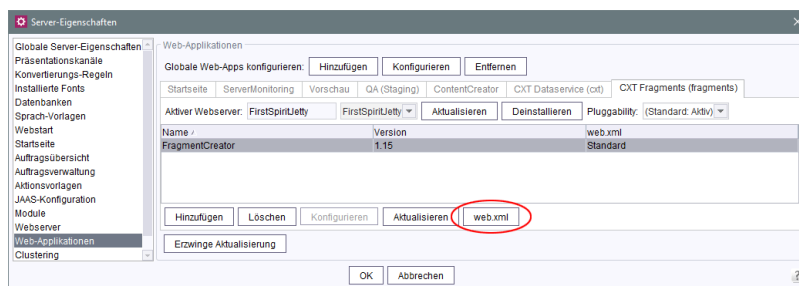 Server-Eigenschaften
Globale Server-Eigenschaften
Präsentationskanäle
Konvertierungs-Regeln
Installierte Fonts
Datenbanken
Sprach-Vorlagen
Webstart
Startseite
Auftragsübersicht
Auftragsverwaltung
Aktionsvorlagen
JAAS-Konfiguration
Module
Webserver
Web-Applikationen
Clustering
Web-Applikationen
Globale Web-Apps konfigurieren: Hinzufügen Konfigurieren Entfernen
Startseite ServerMonitoring Vorschau QA (Staging) ContentCreator CXT Dataservice (cxt) CXT Fragments (fragments)
Aktiver Webserver: FirstSpiritJetty FirstSpiritJetty Aktualisieren Deinstallieren Pluggability: (Standard: Aktiv)
Name Version web.xml
FragmentCreator 1.15 Standard
Hinzufügen Löschen Konfigurieren Aktualisieren web.xml
Erzwinge Aktualisierung
OK Abbrechen
?